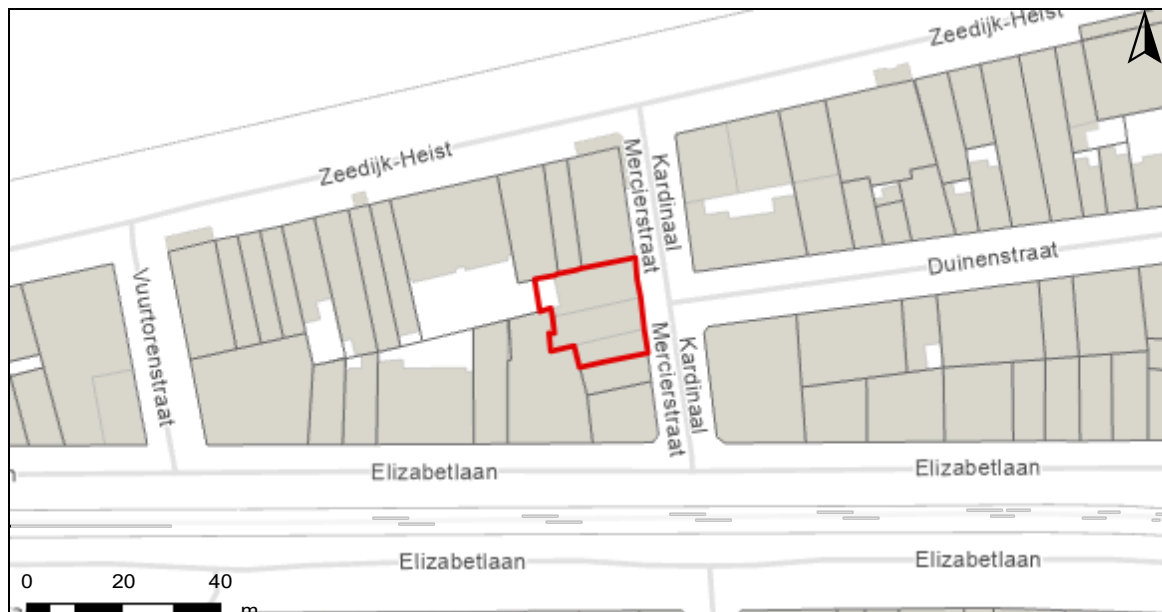 Zeedijk-Heist
Zeedijk-Heist
Kardinaal
Mercierstraat
Duinenstraat
Vuurtorenstraat
Kardinaal
Mercierstraat
Elizabetlaan
Elizabetlaan
Elizabetlaan
Elizabetlaan
0 20 40
m